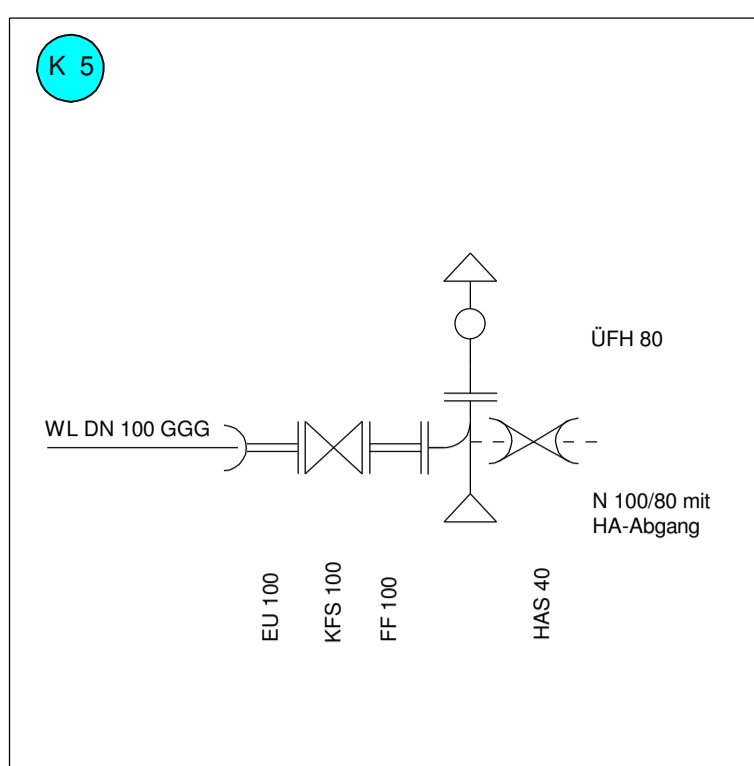 K 5
ÜFH 80
WL DN 100 GGG
N 100/80 mit
HA-Abgang
EU 100
KFS 100
FF 100
HAS 40